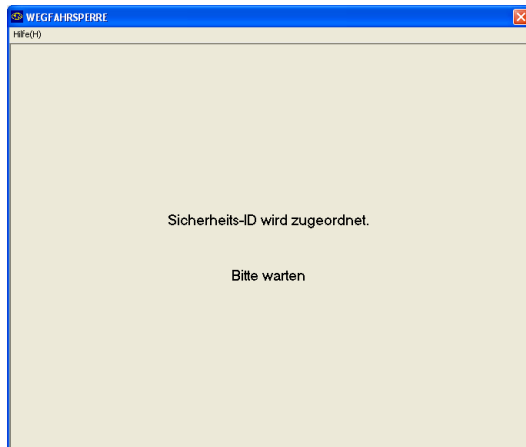 WEGFAHRSPERRE
Hilfe(H)
Sicherheits-ID wird zugeordnet.
Bitte warten